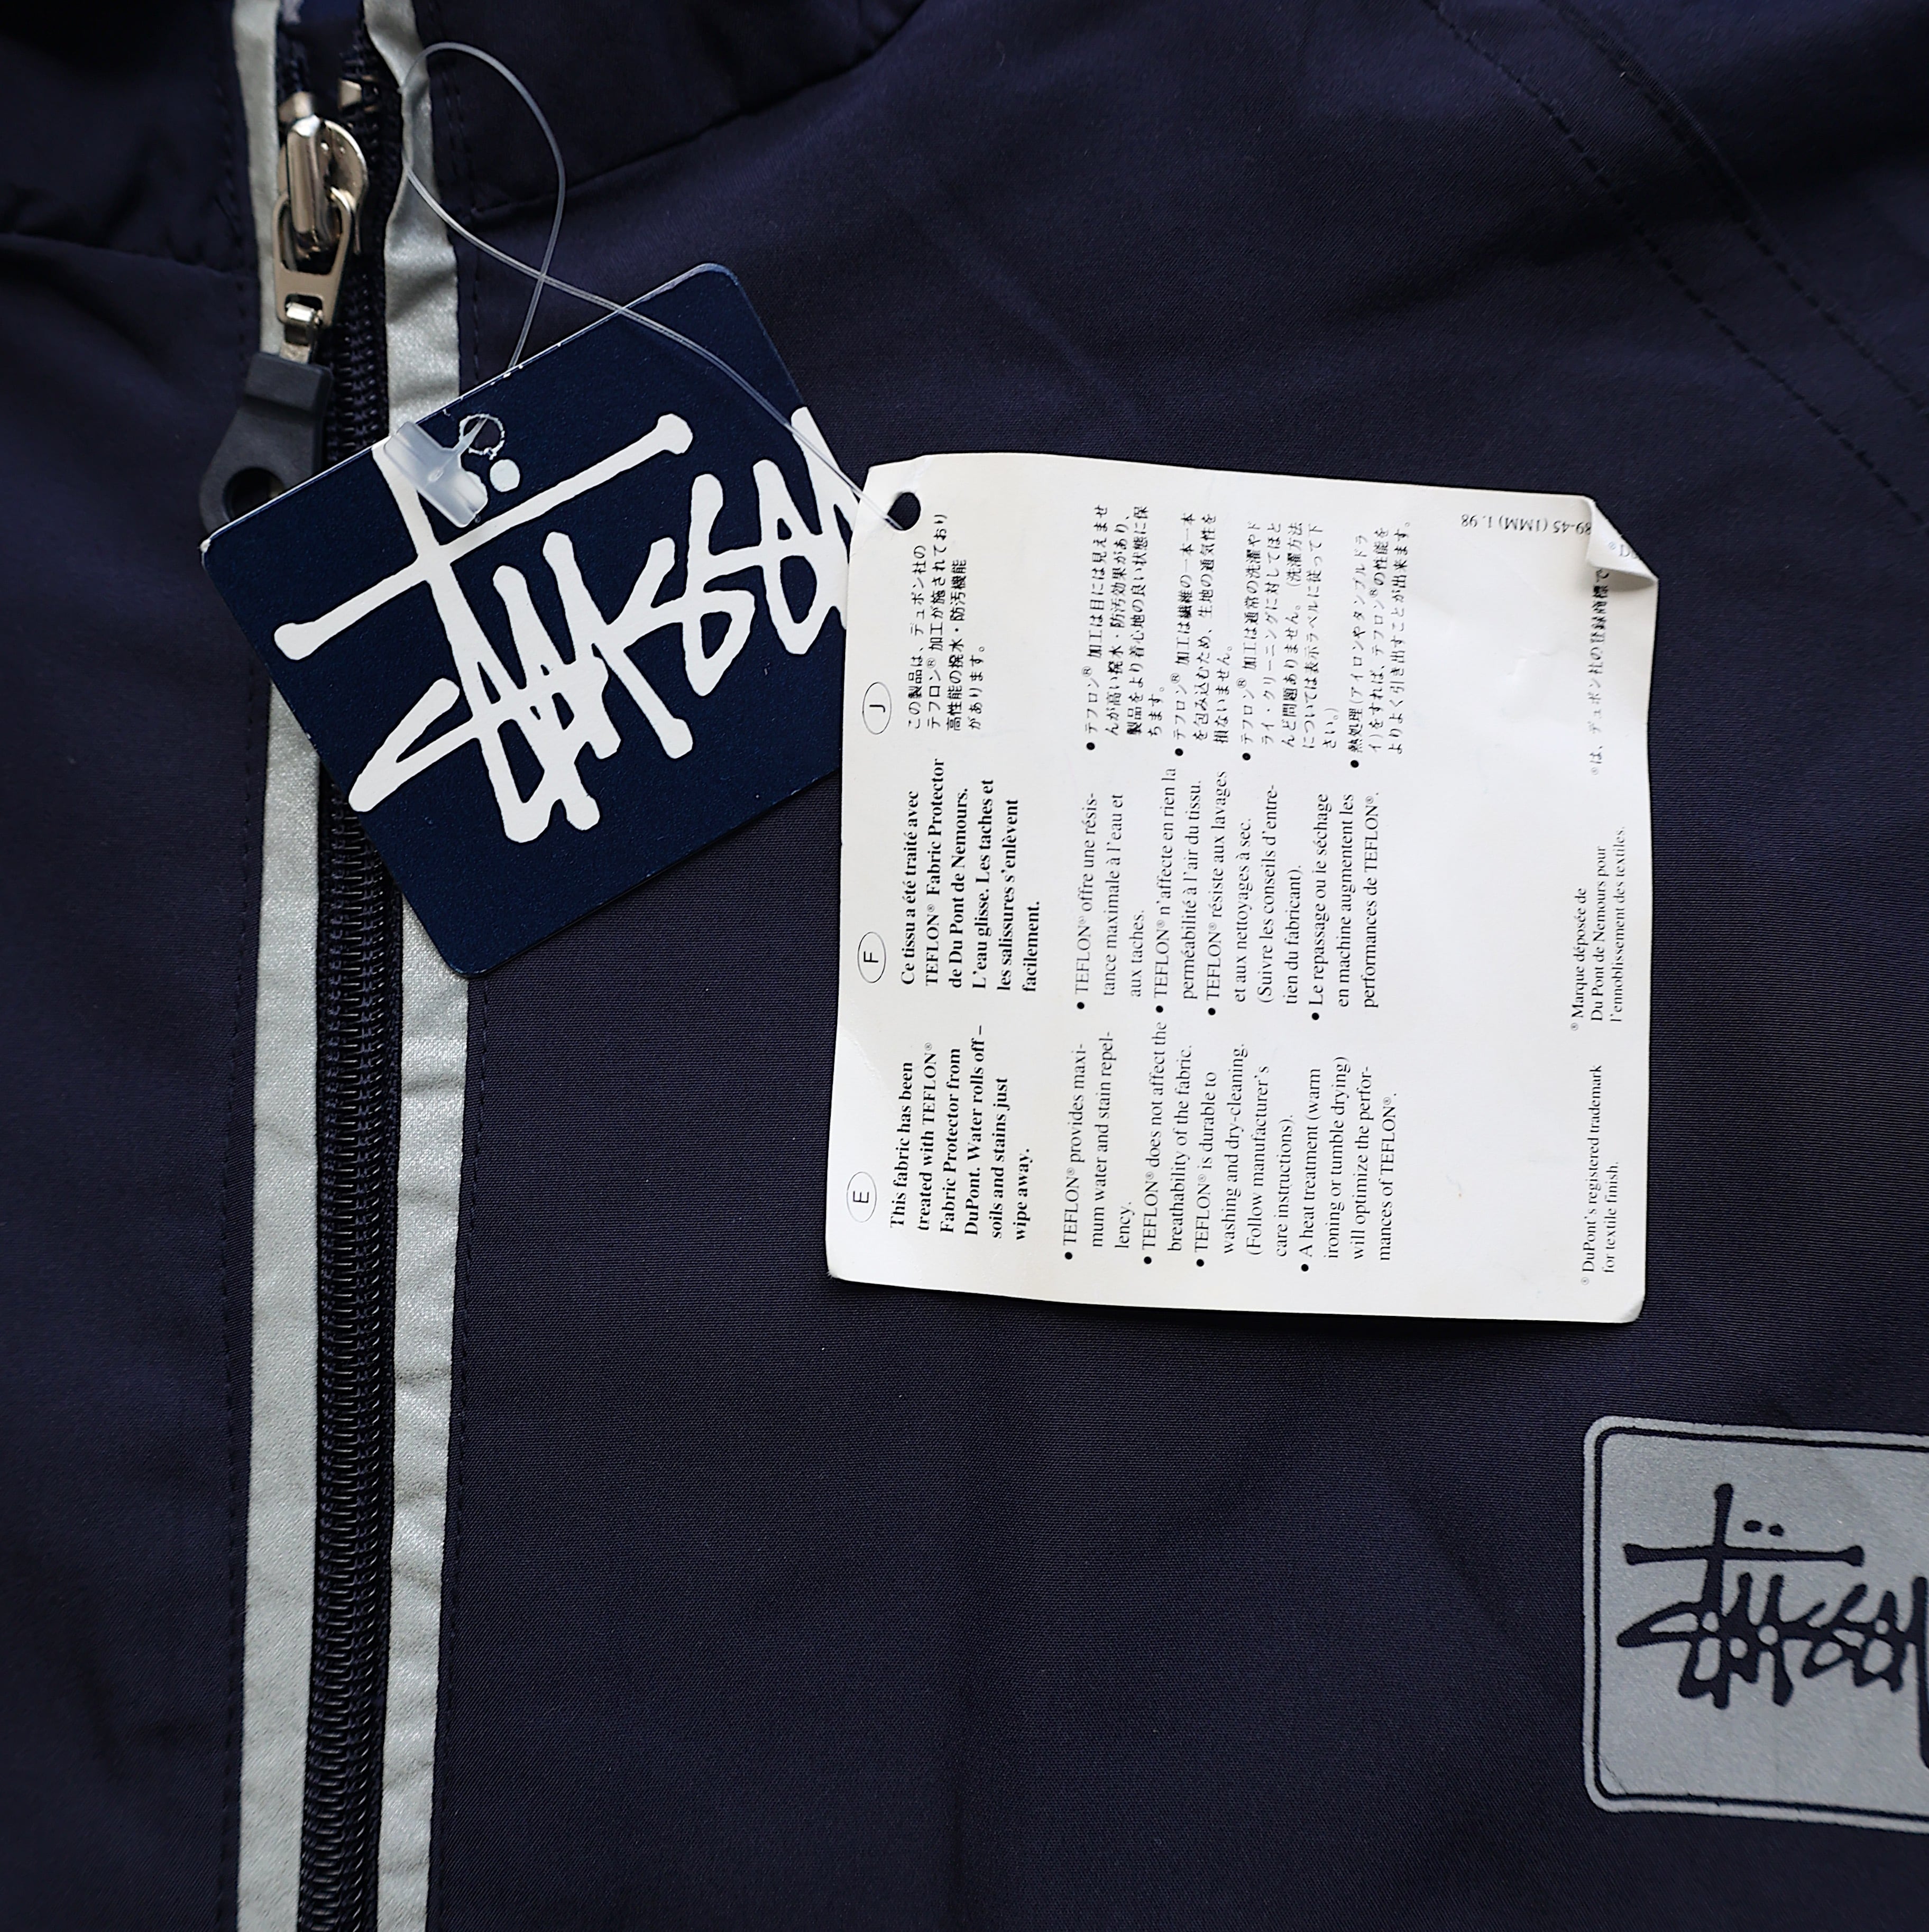 Stüssy
E
This fabric has been
treated with TEFLON®
Fabric Protector from
DuPont. Water rolls off –
soils and stains just
wipe away.
• TEFLON® provides maxi-
mum water and stain repel-
lency.
• TEFLON® does not affect the
breathability of the fabric.
• TEFLON® is durable to
washing and dry-cleaning.
(Follow manufacturer's
care instructions).
• A heat treatment (warm
ironing or tumble drying)
will optimize the perfor-
mances of TEFLON®.
® DuPont's registered trademark
for textile finish.
F
Ce tissu a été traité avec
TEFLON® Fabric Protector
de Du Pont de Nemours.
L'eau glisse. Les taches et
les salissures s'enlèvent
facilement.
• TEFLON® offre une résis-
tance maximale à l'eau et
aux taches.
• TEFLON® n'affecte en rien la
perméabilité à l'air du tissu.
• TEFLON® résiste aux lavages
et aux nettoyages à sec.
(Suivre les conseils d'entre-
tien du fabricant).
• Le repassage ou le séchage
en machine augmentent les
performances de TEFLON®.
® Marque déposée de
Du Pont de Nemours pour
l'ennoblissement des textiles.
J
この製品は、デュポン社の
テフロン® 加工が施されており
高性能の撥水・防汚機能
があります。
• テフロン® 加工は目には見えませ
んが高い撥水・防汚効果があり、
製品をより着心地の良い状態に保
ちます。
• テフロン® 加工は繊維の一本一本
を包み込むため、生地の通気性を
損ないません。
• テフロン® 加工は通常の洗濯やド
ライ・クリーニングに対してほと
んど問題ありません。（洗濯方法
については表示ラベルに従って下
さい。）
• 熱処理(アイロンやタンブルドラ
イ)をすれば、テフロン®の性能を
よりよく引き出すことが出来ます。
®は、デュポン社の登録商標で
89-45 (1MM) 1. 98
Stüssy